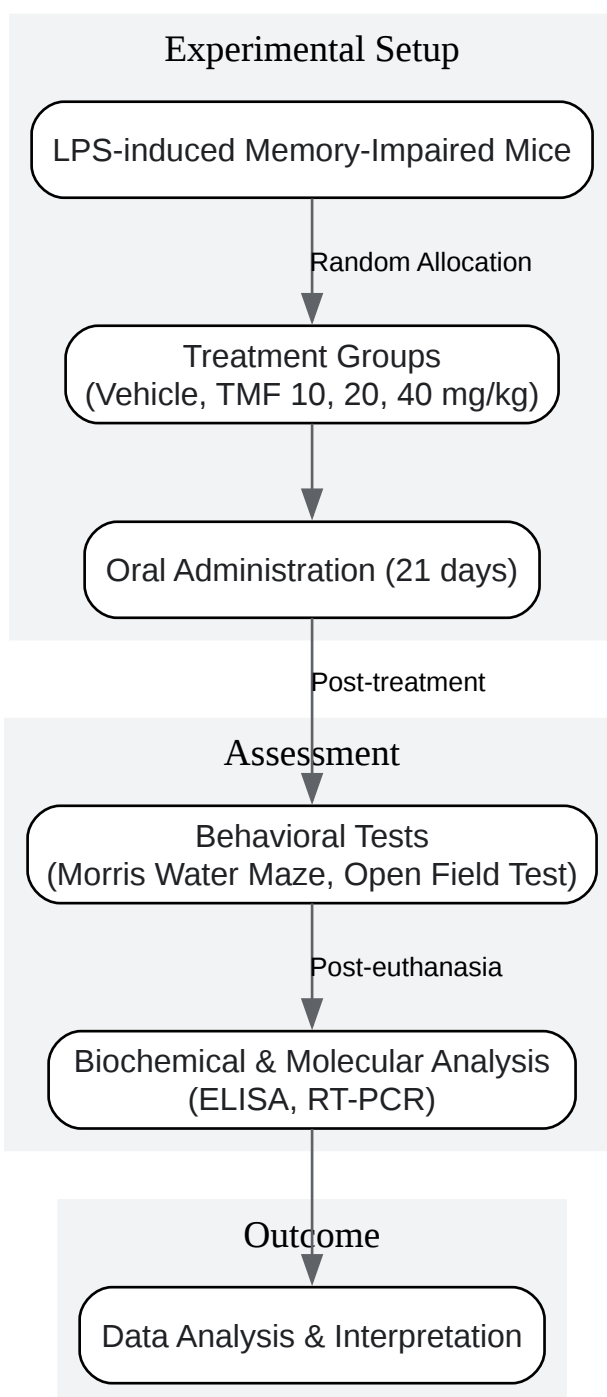 Experimental Setup
LPS-induced Memory-Impaired Mice
Random Allocation
Treatment Groups
(Vehicle, TMF 10, 20, 40 mg/kg)
Oral Administration (21 days)
Post-treatment
Assessment
Behavioral Tests
(Morris Water Maze, Open Field Test)
Post-euthanasia
Biochemical & Molecular Analysis
(ELISA, RT-PCR)
Outcome
Data Analysis & Interpretation